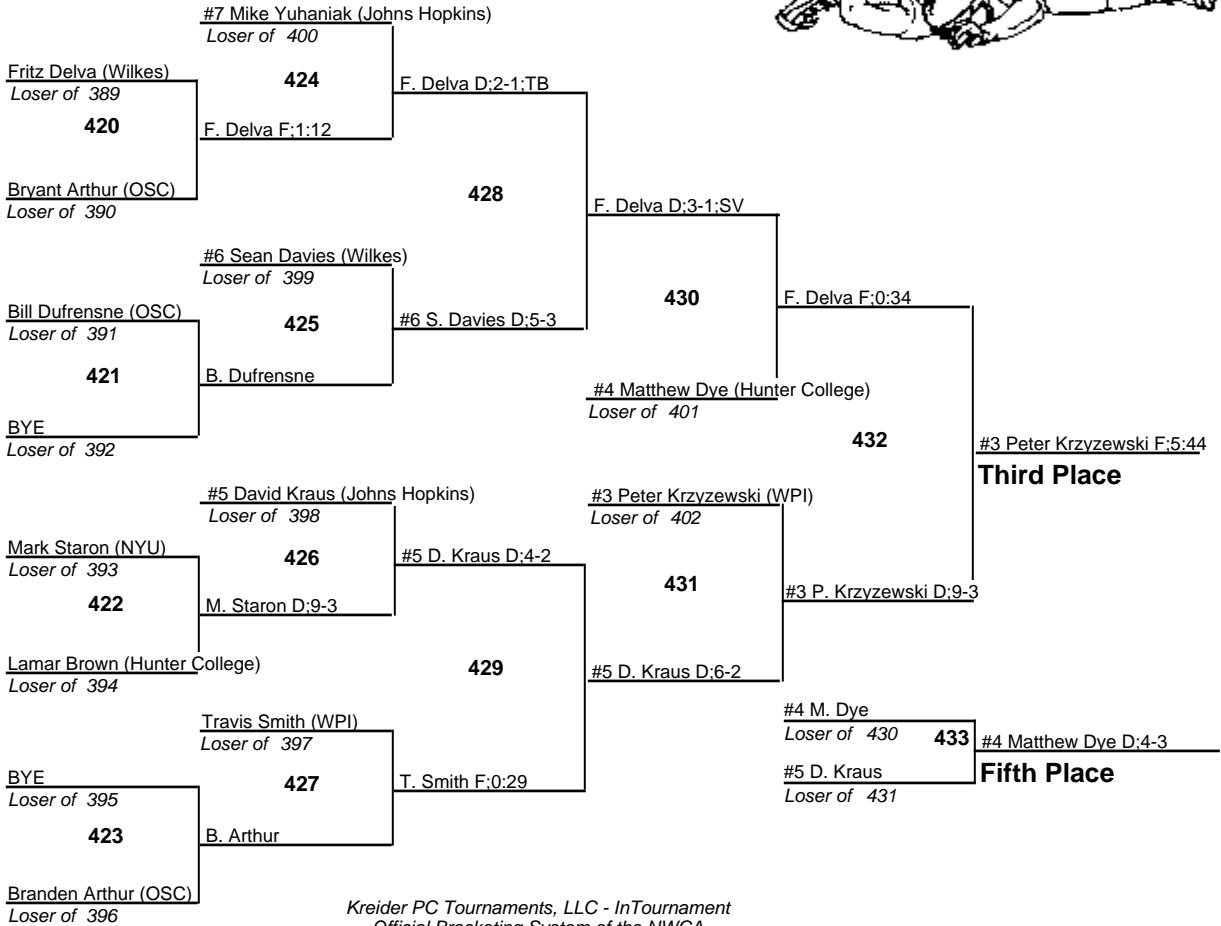 #7 Mike Yuhaniak (Johns Hopkins)
Loser of 400
Fritz Delva (Wilkes)
Loser of 389
424
F. Delva D;2-1;TB
420
F. Delva F;1:12
Bryant Arthur (OSC)
Loser of 390
428
F. Delva D;3-1;SV
#6 Sean Davies (Wilkes)
Loser of 399
Bill Dufrensne (OSC)
Loser of 391
425
#6 S. Davies D;5-3
430
F. Delva F;0:34
421
B. Dufrensne
#4 Matthew Dye (Hunter College)
Loser of 401
BYE
Loser of 392
432
#3 Peter Krzyzewski F;5:44
Third Place
#5 David Kraus (Johns Hopkins)
Loser of 398
#3 Peter Krzyzewski (WPI)
Loser of 402
Mark Staron (NYU)
Loser of 393
426
#5 D. Kraus D;4-2
431
#3 P. Krzyzewski D;9-3
422
M. Staron D;9-3
Lamar Brown (Hunter College)
Loser of 394
429
#5 D. Kraus D;6-2
Travis Smith (WPI)
Loser of 397
#4 M. Dye
Loser of 430
433
#4 Matthew Dye D;4-3
Fifth Place
#5 D. Kraus
Loser of 431
BYE
Loser of 395
427
T. Smith F;0:29
423
B. Arthur
Branden Arthur (OSC)
Loser of 396
Kreider PC Tournaments, LLC - InTournament
Official Bracketing System of the NWCA